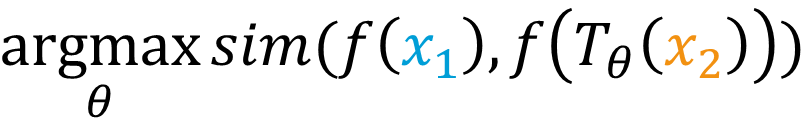 argmax sim(f(x₁), f(T_θ(x₂)))
θ